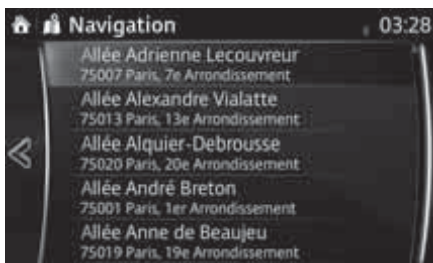 Navigation 03:28
Allée Adrienne Lecouvreur
75007 Paris, 7e Arrondissement
Allée Alexandre Vialatte
75013 Paris, 13e Arrondissement
Allée Alquier-Debrousse
75020 Paris, 20e Arrondissement
Allée André Breton
75001 Paris, 1er Arrondissement
Allée Anne de Beaujeu
75019 Paris, 19e Arrondissement